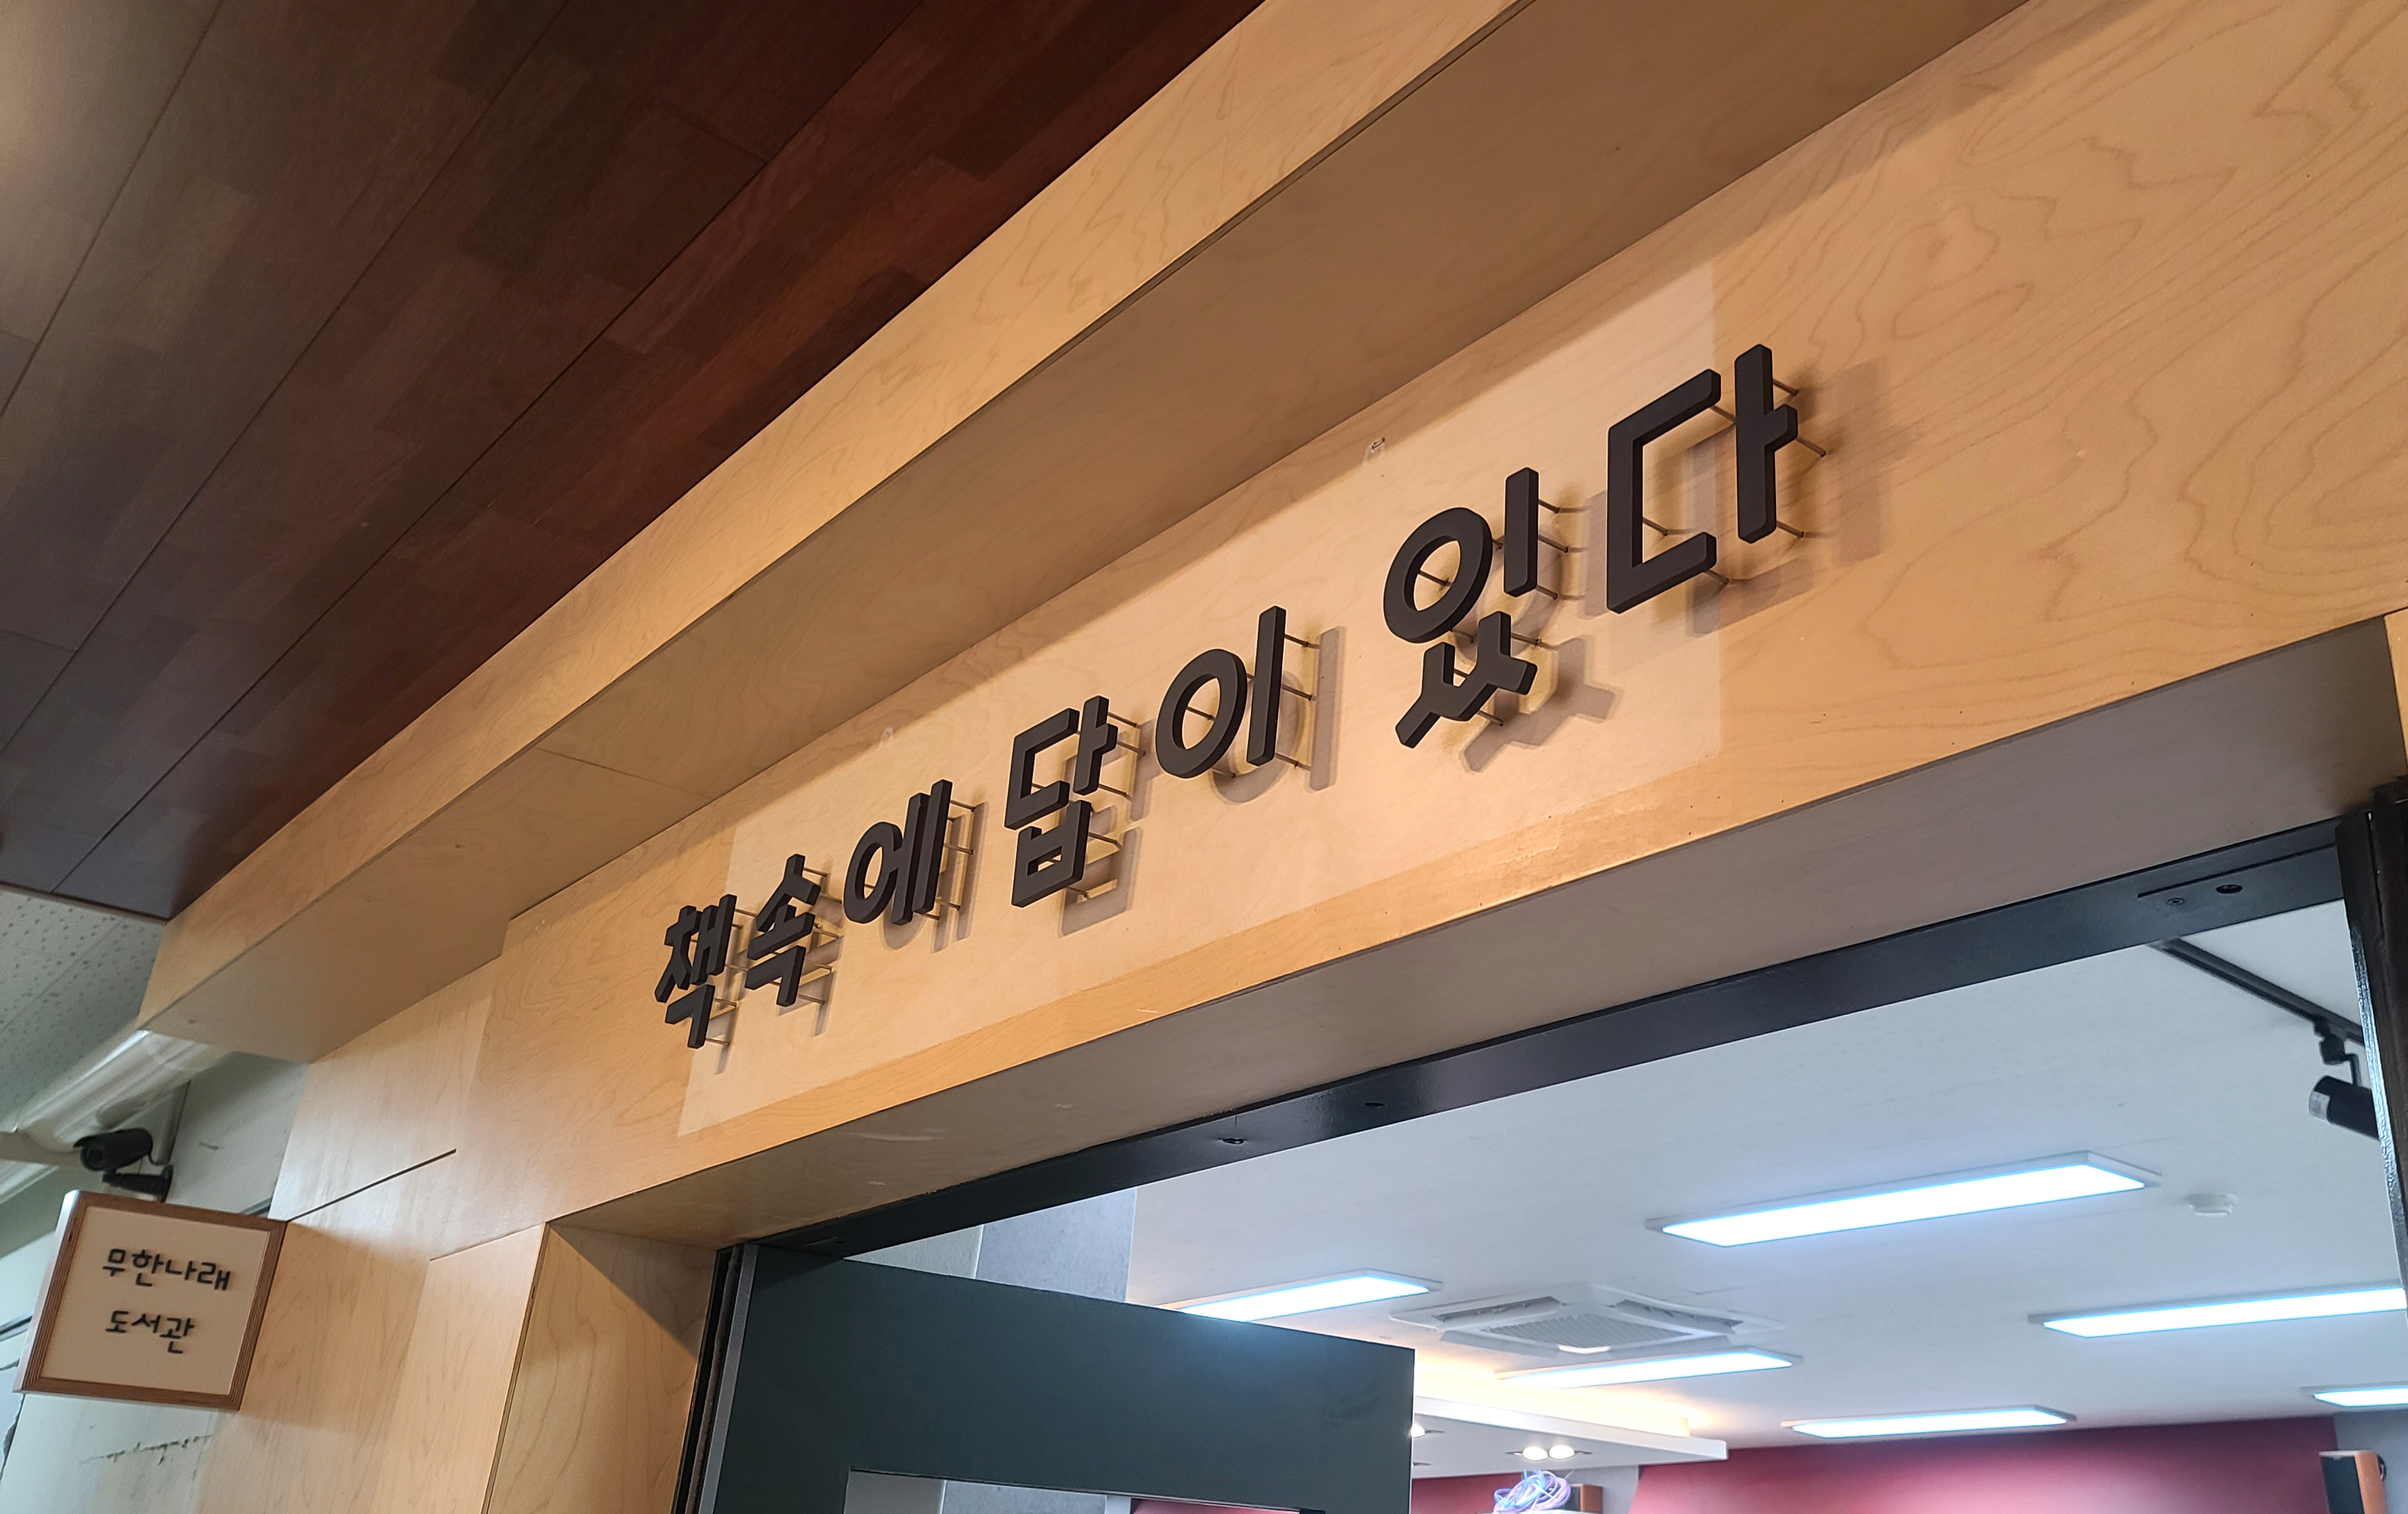 책속에 답이 있다
무한나래
도서관